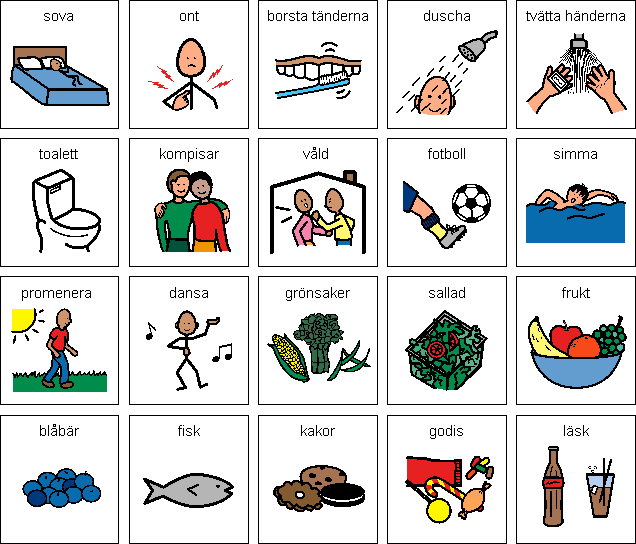 sova
ont
borsta tänderna
duscha
tvätta händerna
toalett
kompisar
våld
fotboll
simma
promenera
dansa
grönsaker
sallad
frukt
blåbär
fisk
kakor
godis
läsk